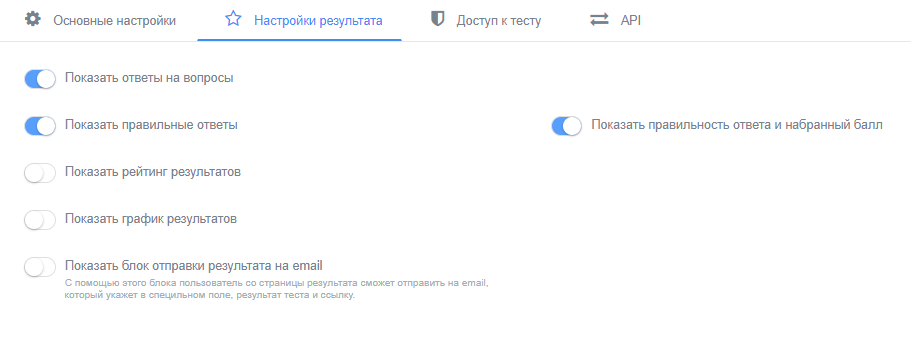 Основные настройки
Настройки результата
Доступ к тесту
API
Показать ответы на вопросы
Показать правильные ответы
Показать правильность ответа и набранный балл
Показать рейтинг результатов
Показать график результатов
Показать блок отправки результата на email
С помощью этого блока пользователь со страницы результата сможет отправить на email,
который укажет в специльном поле, результат теста и ссылку.